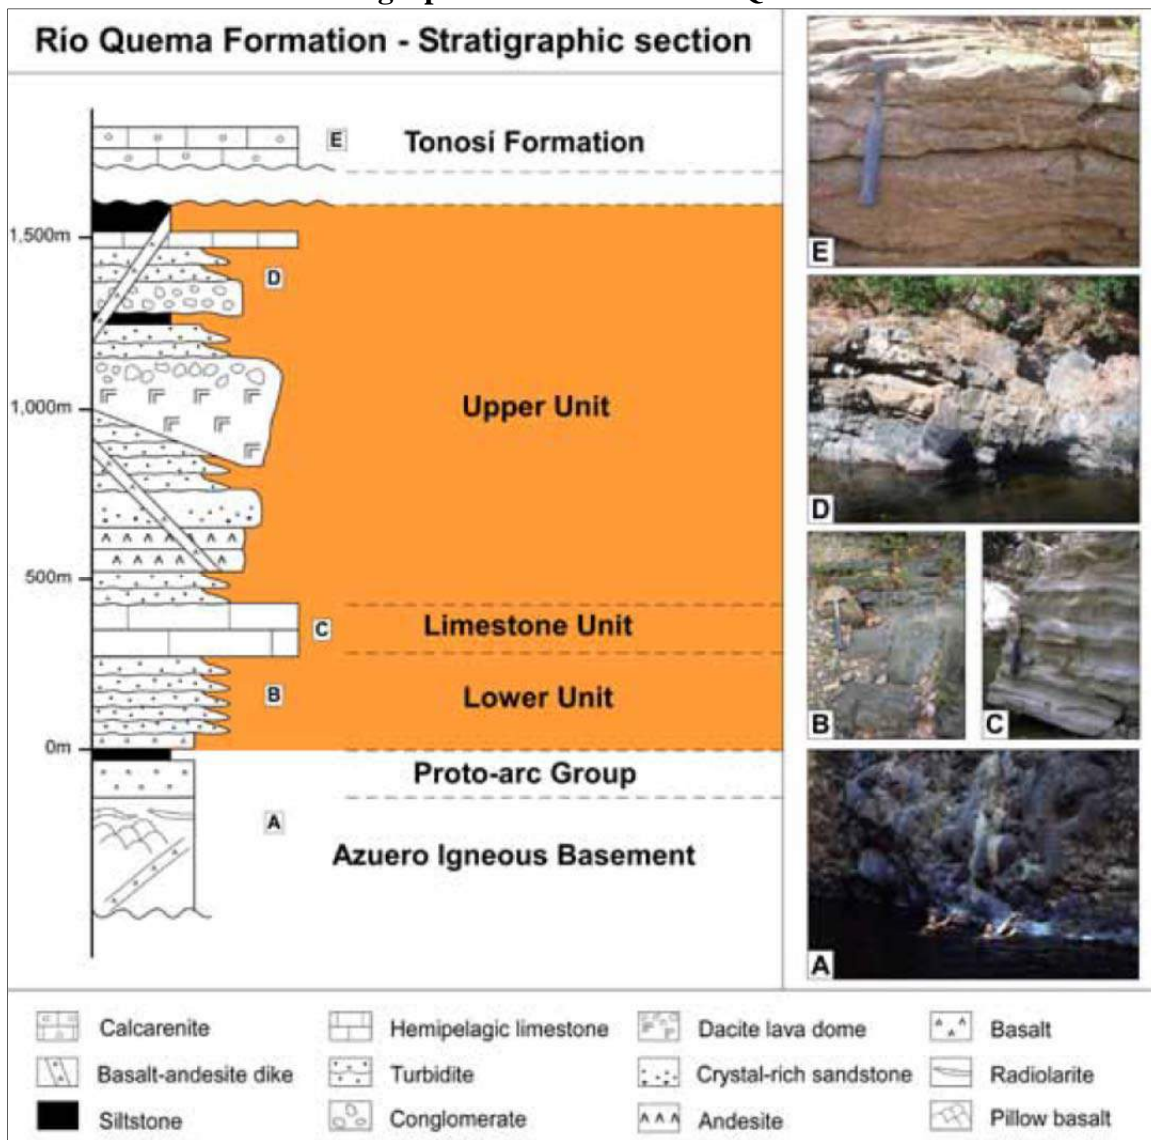 Río Quema Formation - Stratigraphic section
E
Tonosí Formation
1,500m
D
1,000m
Upper Unit
500m
C
Limestone Unit
B
Lower Unit
0m
Proto-arc Group
A
Azuero Igneous Basement
E
D
B
C
A
Calcarenite
Hemipelagic limestone
Dacite lava dome
Basalt
Basalt-andesite dike
Turbidite
Crystal-rich sandstone
Radiolarite
Siltstone
Conglomerate
Andesite
Pillow basalt